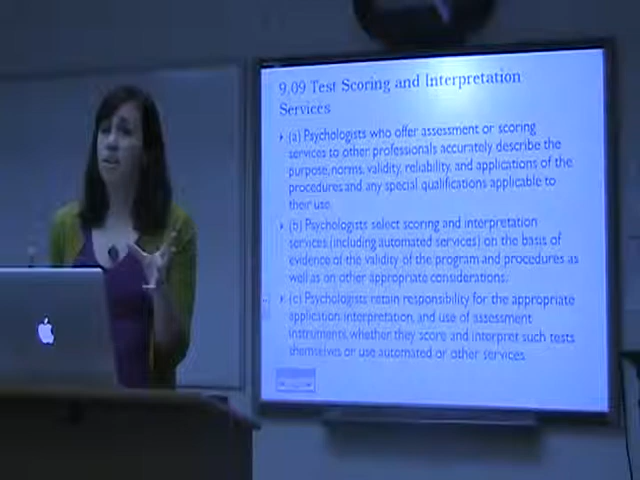 9.09 Test Scoring and Interpretation
Services
(a) Psychologists who offer assessment or scoring
services to other professionals accurately describe the
purpose, norms, validity, reliability, and applications of the
procedures and any special qualifications applicable to
their use.
(b) Psychologists select scoring and interpretation
services (including automated services) on the basis of
evidence of the validity of the program and procedures as
well as on other appropriate considerations.
(c) Psychologists retain responsibility for the appropriate
application, interpretation, and use of assessment
instruments, whether they score and interpret such tests
themselves or use automated or other services.